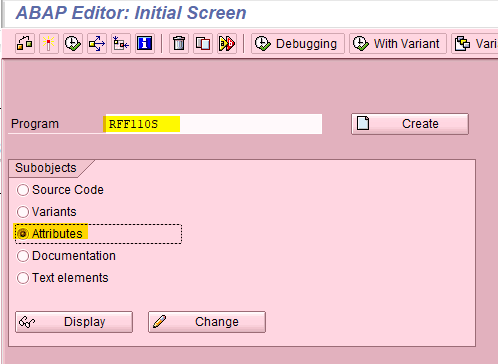 ABAP Editor: Initial Screen
Debugging With Variant Vari
Program RFF110S Create
Subobjects
Source Code
Variants
Attributes
Documentation
Text elements
Display Change